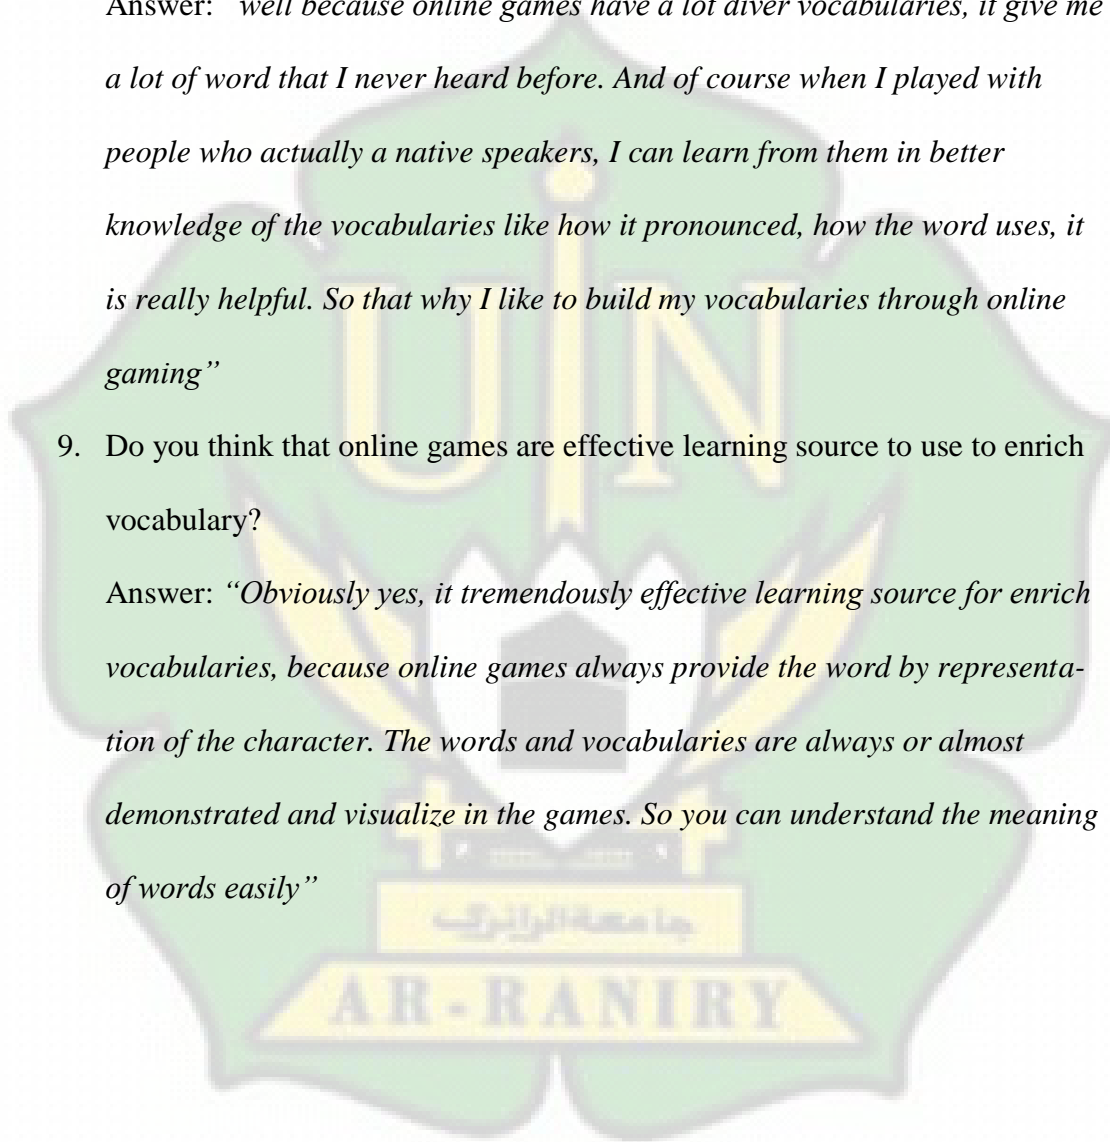 Answer: “well because online games have a lot diver vocabularies, it give me
a lot of word that I never heard before. And of course when I played with
people who actually a native speakers, I can learn from them in better
knowledge of the vocabularies like how it pronounced, how the word uses, it
is really helpful. So that why I like to build my vocabularies through online
gaming”
9. Do you think that online games are effective learning source to use to enrich
vocabulary?
Answer: “Obviously yes, it tremendously effective learning source for enrich
vocabularies, because online games always provide the word by representa-
tion of the character. The words and vocabularies are always or almost
demonstrated and visualize in the games. So you can understand the meaning
of words easily”
UIN
جامعة الرانري
AR-RANIRY